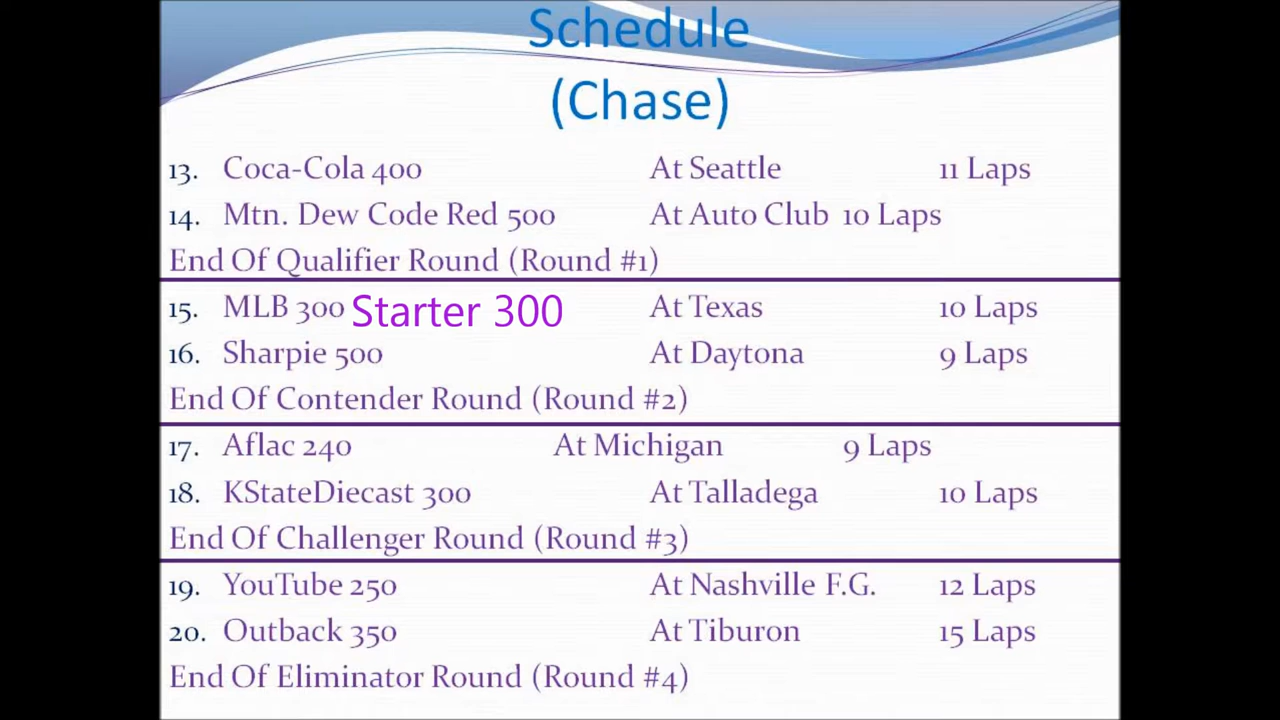 Schedule
(Chase)
13. Coca-Cola 400 At Seattle 11 Laps
14. Mtn. Dew Code Red 500 At Auto Club 10 Laps
End Of Qualifier Round (Round #1)
15. MLB 300 Starter 300 At Texas 10 Laps
16. Sharpie 500 At Daytona 9 Laps
End Of Contender Round (Round #2)
17. Aflac 240 At Michigan 9 Laps
18. KStateDiecast 300 At Talladega 10 Laps
End Of Challenger Round (Round #3)
19. YouTube 250 At Nashville F.G. 12 Laps
20. Outback 350 At Tiburon 15 Laps
End Of Eliminator Round (Round #4)